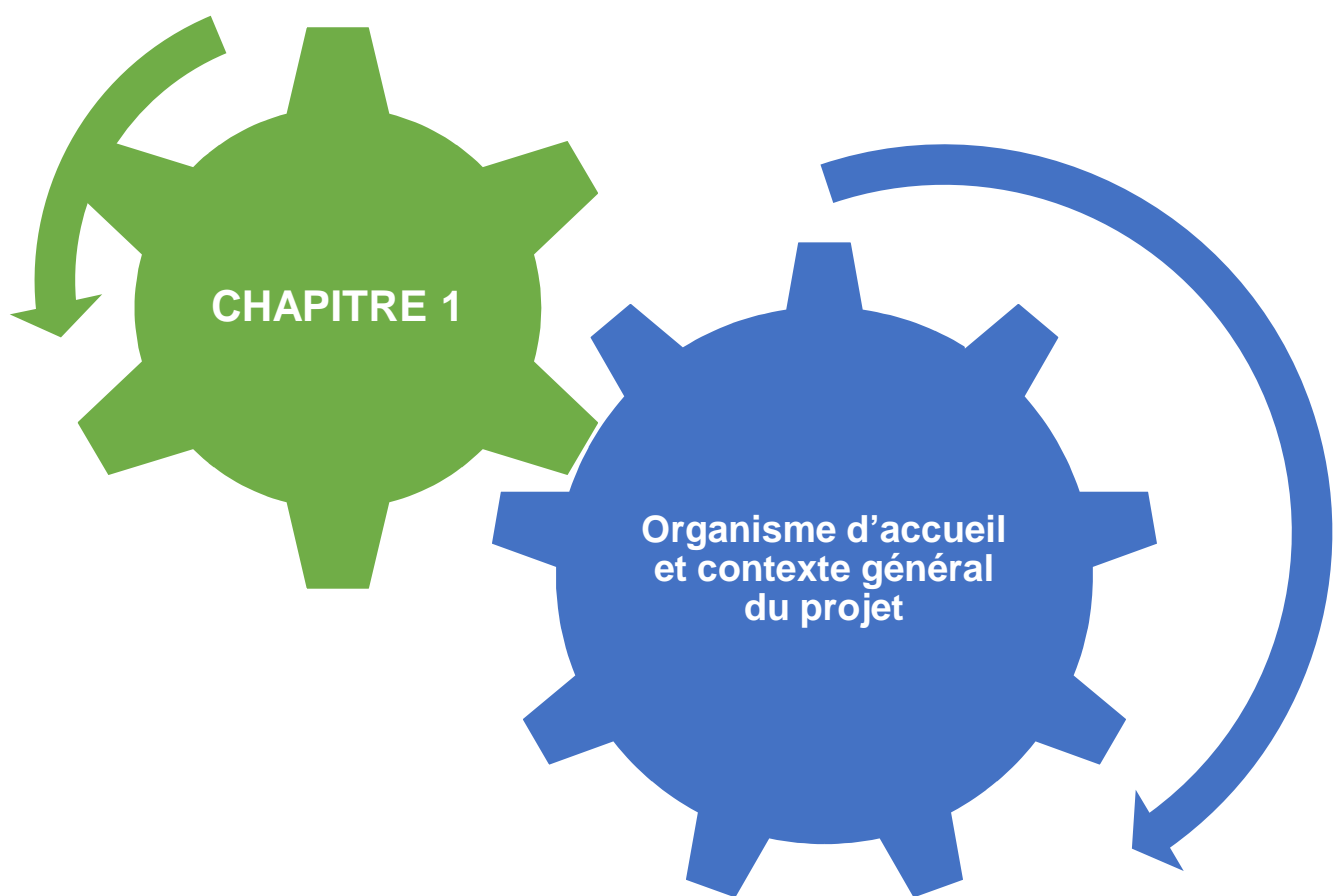 CHAPITRE 1
Organisme d’accueil
et contexte général
du projet